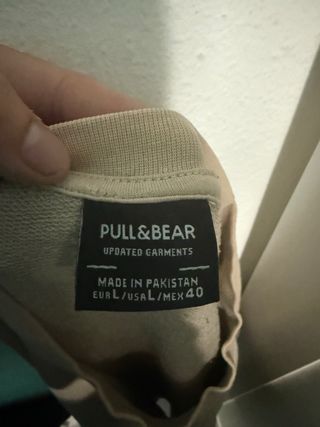 PULL&BEAR
UPDATED GARMENTS
MADE IN PAKISTAN
EUR L/USA L/MEX 40